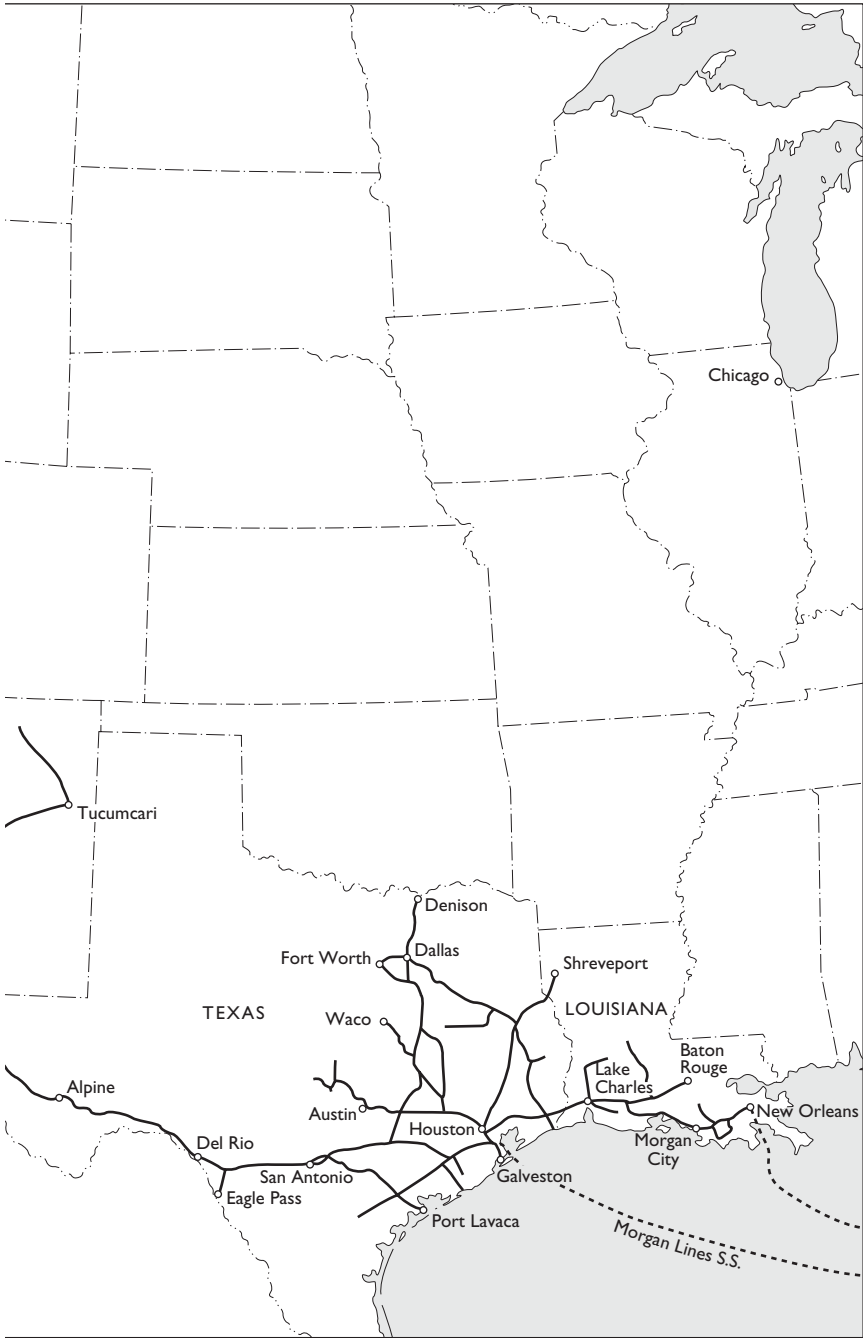 Chicago
Tucumcari
Denison
Fort Worth
Dallas
Shreveport
TEXAS
LOUISIANA
Waco
Baton
Rouge
Lake
Charles
Alpine
Austin
New Orleans
Houston
Del Rio
Morgan
City
San Antonio
Galveston
Eagle Pass
Port Lavaca
Morgan Lines S.S.